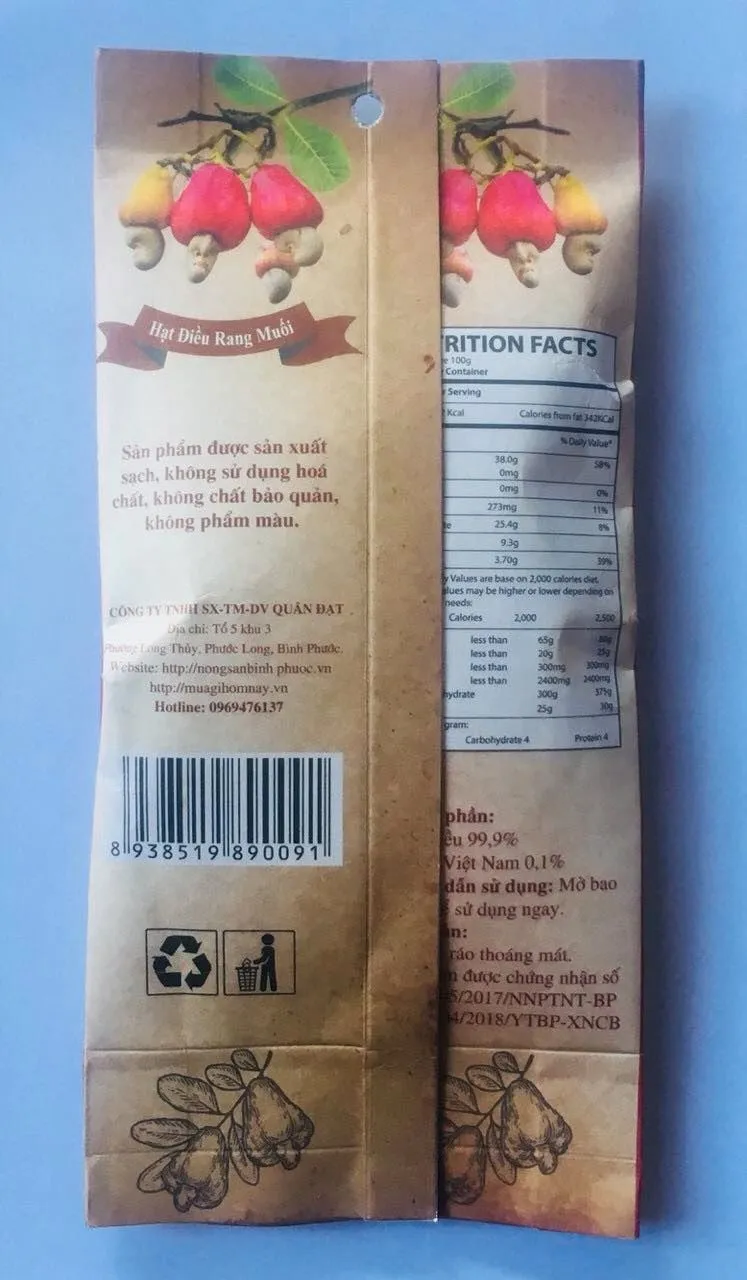 Hạt Điều Rang Muối
Sản phẩm được sản xuất
sạch, không sử dụng hoá
chất, không chất bảo quản,
không phẩm màu.
CÔNG TY TNHH SX-TM-DV QUÂN ĐẠT
Địa chỉ: Tổ 5 khu 3
Phường Long Thủy, Phước Long, Bình Phước.
Website: http://nongsanbinh phuoc.vn
http://muagihomnay.vn
Hotline: 0969476137
8 938519 890091
TRITION FACTS
100g
Container
Serving
Kcal Calories from fat 342KCal
% Daily Value*
38.0g 58%
0mg
0mg 0%
273mg 11%
25.4g 8%
9.3g
3.70g 39%
Values are base on 2,000 calories diet.
alues may be higher or lower depending on
needs:
Calories 2,000 2,500
less than 65g 80g
less than 20g 25g
less than 300mg 300mg
less than 2400mg 2400mg
hydrate 300g 375g
25g 30g
gram:
Carbohydrate 4 Protein 4
phần:
ều 99,9%
Việt Nam 0,1%
dẫn sử dụng: Mở bao
sử dụng ngay.
ráo thoáng mát.
được chứng nhận số
5/2017/NNPTNT-BP
4/2018/YTBP-XNCB